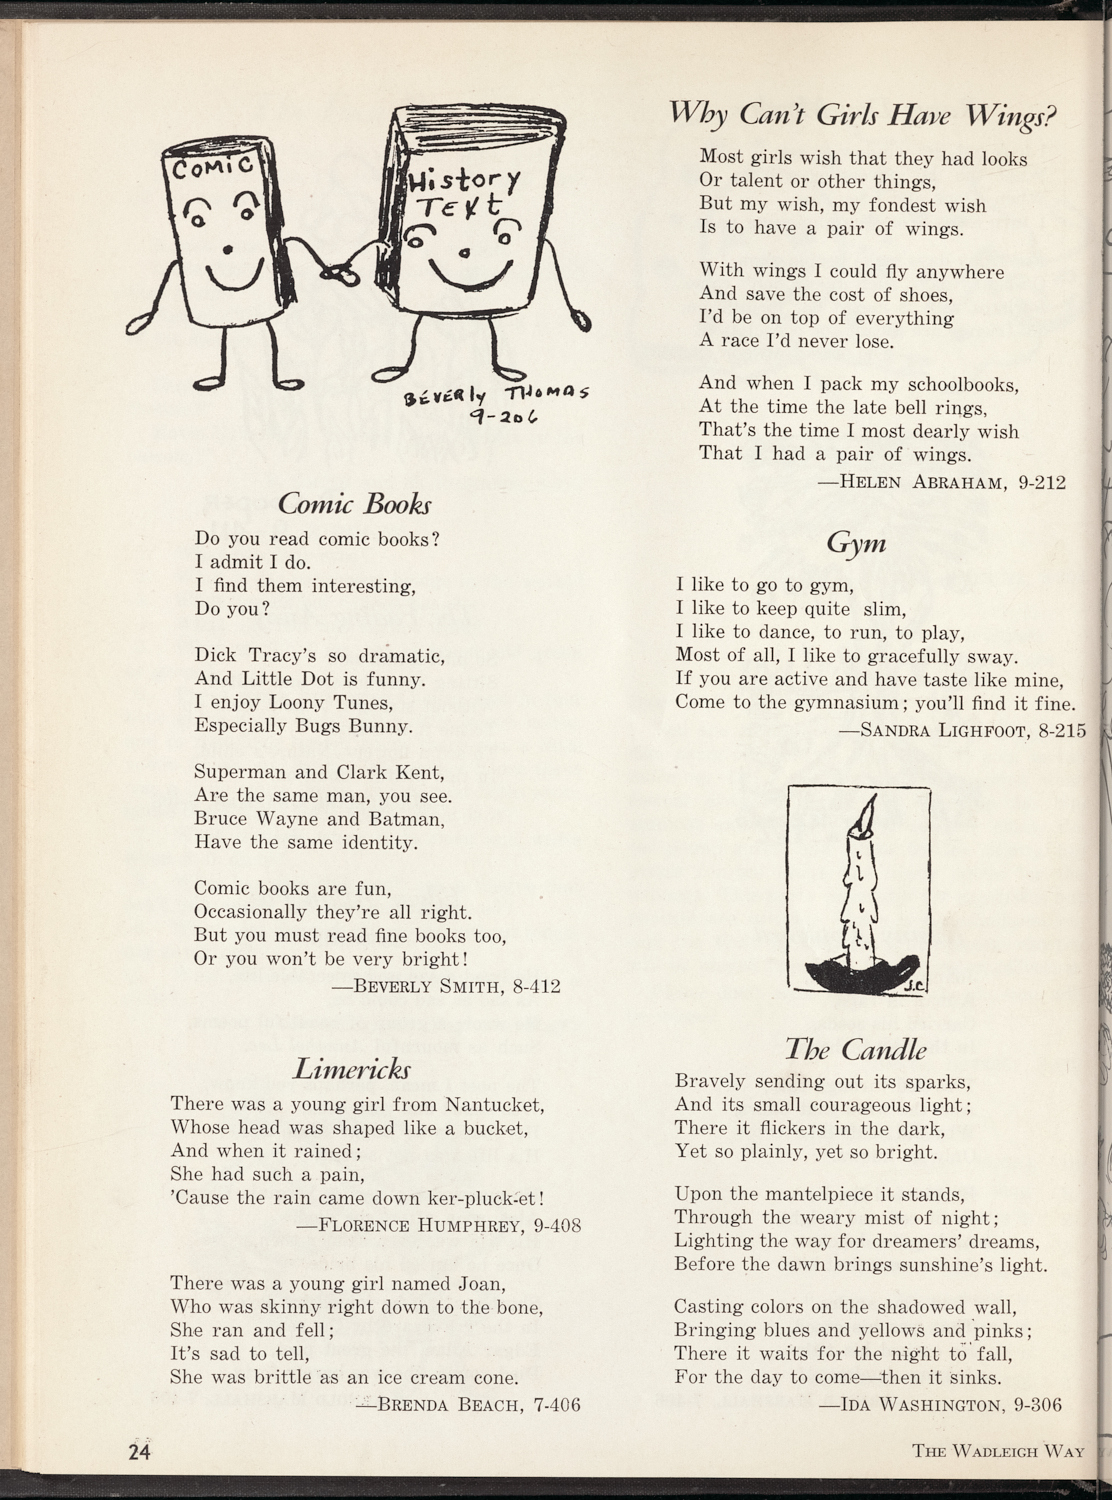 COMIC
History
TEXT
BEVERly THOMAS
9-206
Comic Books
Do you read comic books?
I admit I do.
I find them interesting,
Do you?
Dick Tracy's so dramatic,
And Little Dot is funny.
I enjoy Loony Tunes,
Especially Bugs Bunny.
Superman and Clark Kent,
Are the same man, you see.
Bruce Wayne and Batman,
Have the same identity.
Comic books are fun,
Occasionally they're all right.
But you must read fine books too,
Or you won't be very bright!
—BEVERLY SMITH, 8-412
Limericks
There was a young girl from Nantucket,
Whose head was shaped like a bucket,
And when it rained;
She had such a pain,
'Cause the rain came down ker-pluck-et!
—FLORENCE HUMPHREY, 9-408
There was a young girl named Joan,
Who was skinny right down to the bone,
She ran and fell;
It's sad to tell,
She was brittle as an ice cream cone.
—BRENDA BEACH, 7-406
Why Can't Girls Have Wings?
Most girls wish that they had looks
Or talent or other things,
But my wish, my fondest wish
Is to have a pair of wings.
With wings I could fly anywhere
And save the cost of shoes,
I'd be on top of everything
A race I'd never lose.
And when I pack my schoolbooks,
At the time the late bell rings,
That's the time I most dearly wish
That I had a pair of wings.
—HELEN ABRAHAM, 9-212
Gym
I like to go to gym,
I like to keep quite slim,
I like to dance, to run, to play,
Most of all, I like to gracefully sway.
If you are active and have taste like mine,
Come to the gymnasium; you'll find it fine.
—SANDRA LIGHFOOT, 8-215
J.C.
The Candle
Bravely sending out its sparks,
And its small courageous light;
There it flickers in the dark,
Yet so plainly, yet so bright.
Upon the mantelpiece it stands,
Through the weary mist of night;
Lighting the way for dreamers' dreams,
Before the dawn brings sunshine's light.
Casting colors on the shadowed wall,
Bringing blues and yellows and pinks;
There it waits for the night to fall,
For the day to come—then it sinks.
—IDA WASHINGTON, 9-306
24
THE WADLEIGH WAY